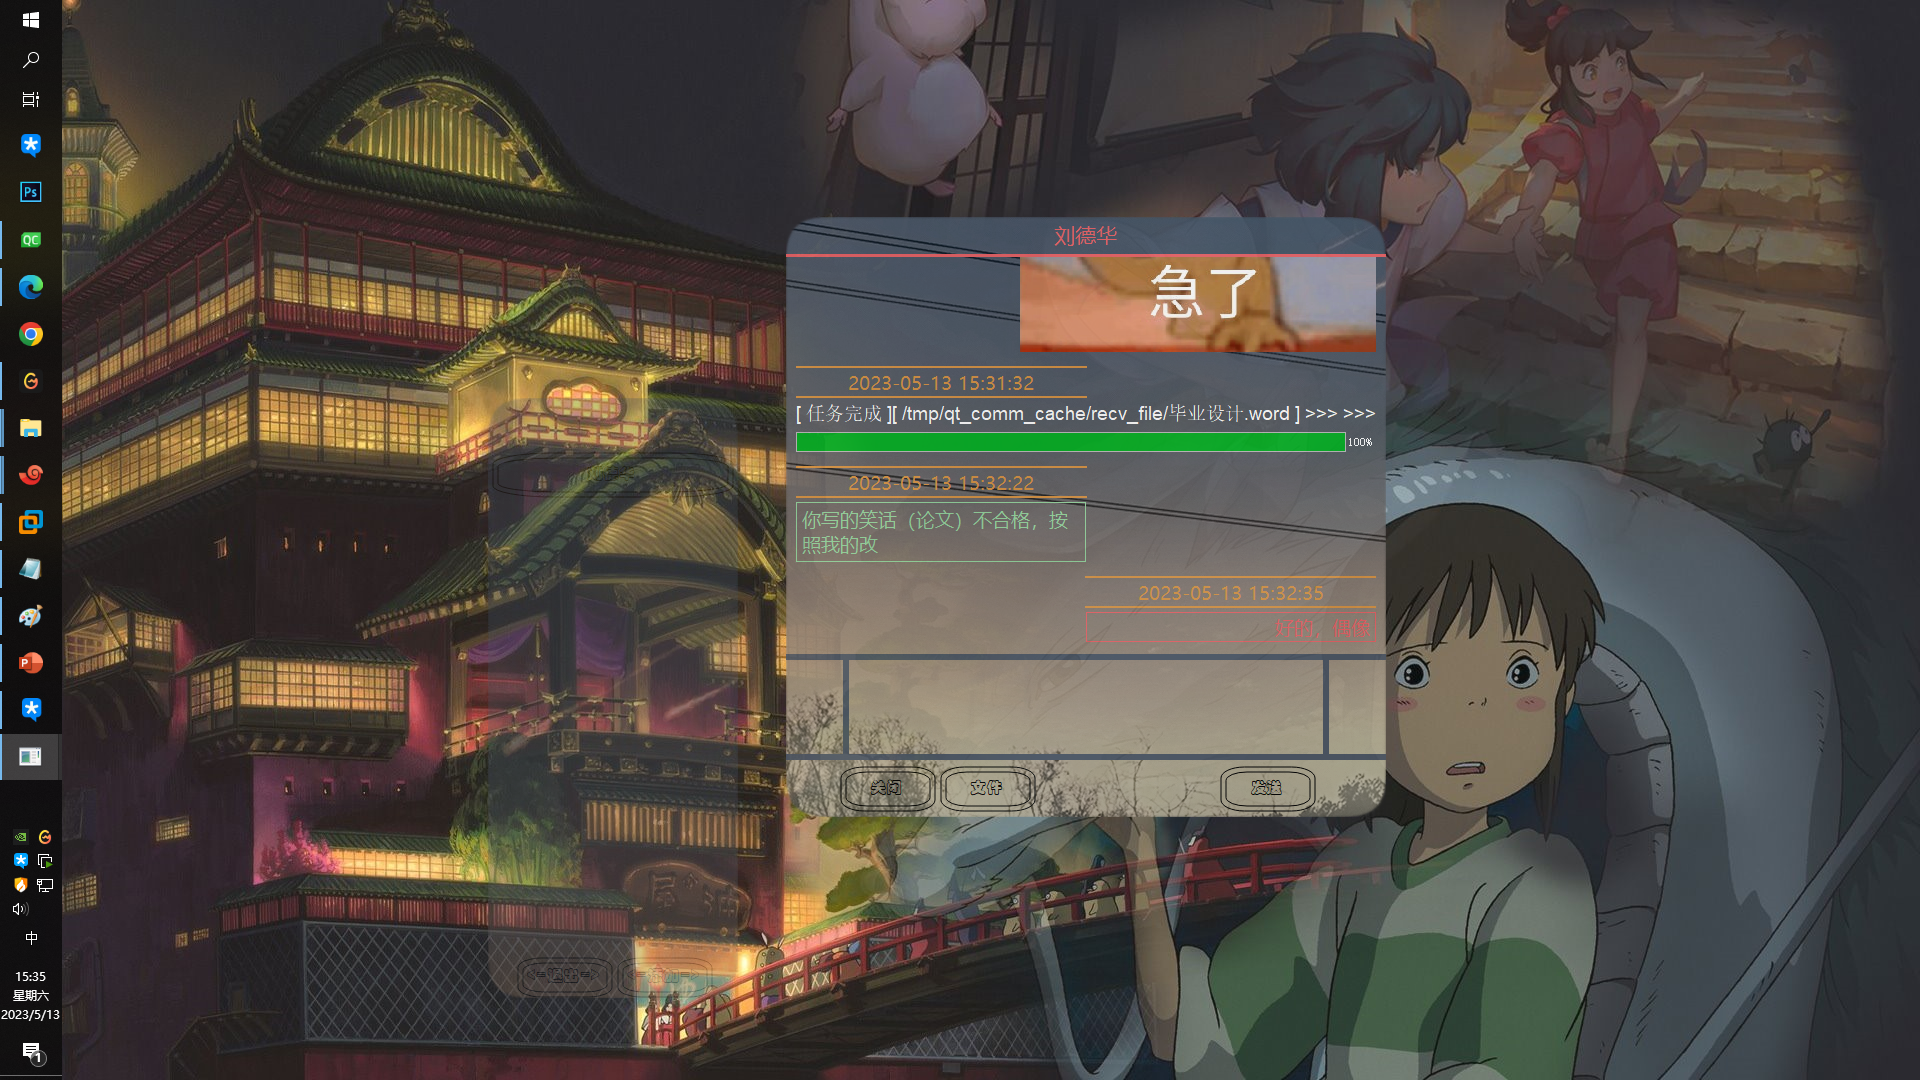 刘德华
急了
2023-05-13 15:31:32
[ 任务完成 ][ /tmp/qt_comm_cache/recv_file/毕业设计.word ] >>> >>>
100%
2023-05-13 15:32:22
你写的笑话（论文）不合格，按
照我的改
2023-05-13 15:32:35
好的，偶像
关闭
文件
发送
Ps
QC
P
中
15:35
星期六
2023/5/13
1